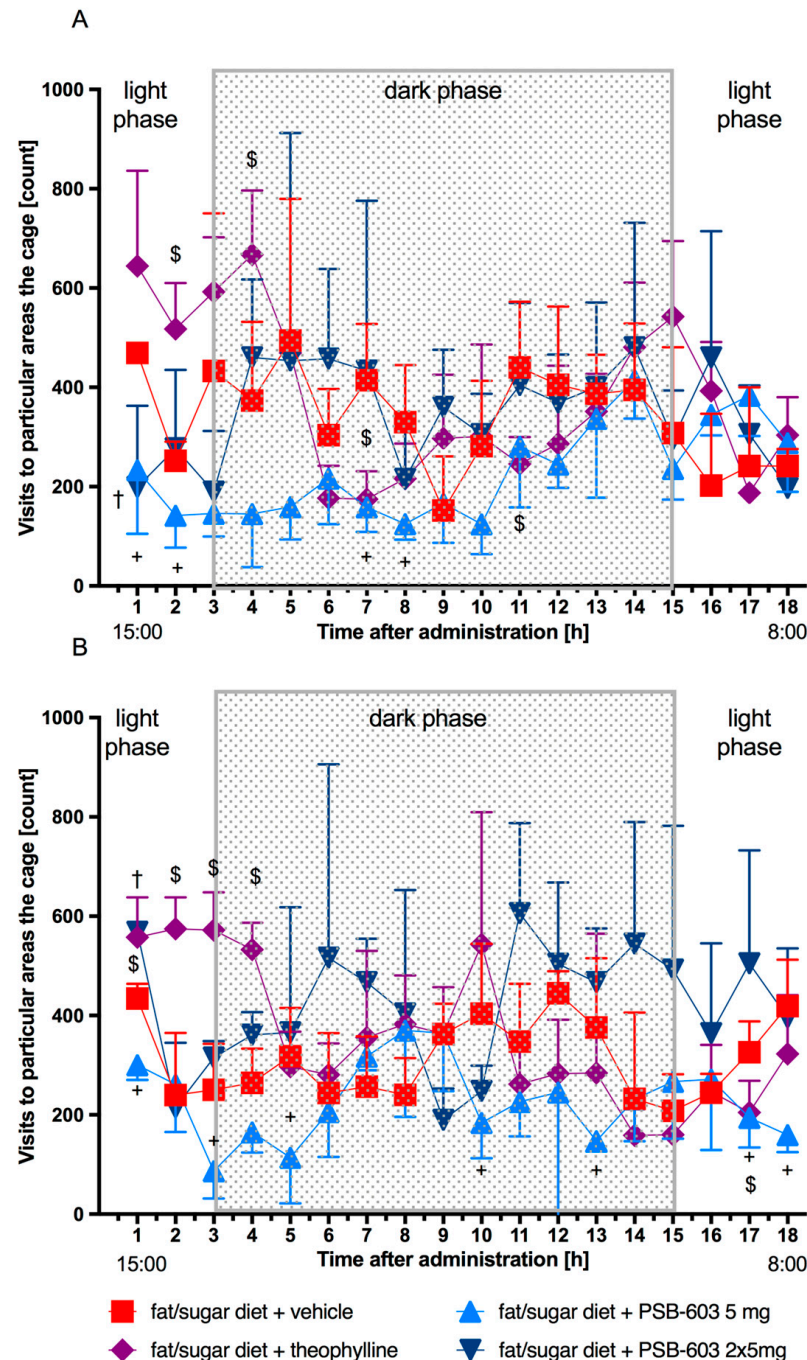 A
1000
light
phase
dark phase
light
phase
$
$
800
600
$
400
200
†
+
+
+
+
$
0
Visits to particular areas the cage [count]
1 2 3 4 5 6 7 8 9 10 11 12 13 14 15 16 17 18
15:00
Time after administration [h]
8:00
B
1000
light
phase
dark phase
light
phase
800
†
$
$
$
600
$
400
+
+
+
200
+
+
+
+
$
0
Visits to particular areas the cage [count]
1 2 3 4 5 6 7 8 9 10 11 12 13 14 15 16 17 18
15:00
Time after administration [h]
8:00
fat/sugar diet + vehicle
fat/sugar diet + PSB-603 5 mg
fat/sugar diet + theophylline
fat/sugar diet + PSB-603 2x5mg